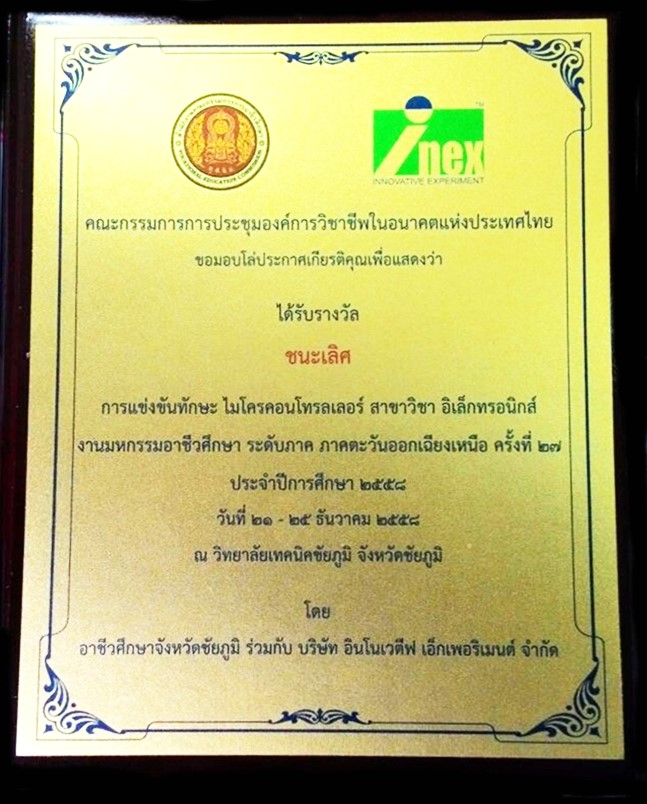 VOCATIONAL EDUCATION COMMISSION
inex
TM
INNOVATIVE EXPERIMENT
คณะกรรมการการประชุมองค์การวิชาชีพในอนาคตแห่งประเทศไทย
ขอมอบโล่ประกาศเกียรติคุณเพื่อแสดงว่า
ได้รับรางวัล
ชนะเลิศ
การแข่งขันทักษะ ไมโครคอนโทรลเลอร์ สาขาวิชา อิเล็กทรอนิกส์
งานมหกรรมอาชีวศึกษา ระดับภาค ภาคตะวันออกเฉียงเหนือ ครั้งที่ ๒๗
ประจำปีการศึกษา ๒๕๕๘
วันที่ ๒๑ - ๒๕ ธันวาคม ๒๕๕๘
ณ วิทยาลัยเทคนิคชัยภูมิ จังหวัดชัยภูมิ
โดย
อาชีวศึกษาจังหวัดชัยภูมิ ร่วมกับ บริษัท อินโนเวตีฟ เอ็กเพอริเมนต์ จำกัด